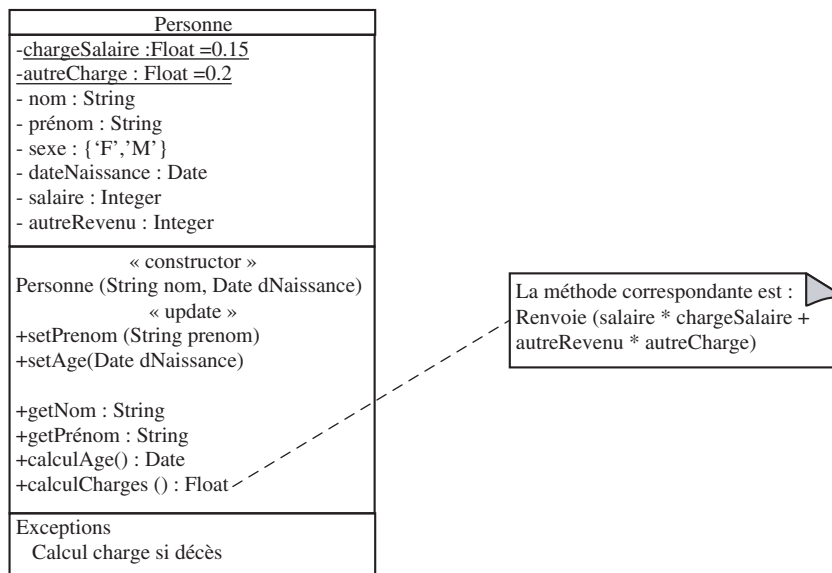 Personne
-chargeSalaire :Float =0.15
-autreCharge : Float =0.2
- nom : String
- prénom : String
- sexe : {‘F’,’M’}
- dateNaissance : Date
- salaire : Integer
- autreRevenu : Integer
« constructor »
Personne (String nom, Date dNaissance)
« update »
+setPrenom (String prenom)
+setAge(Date dNaissance)
+getNom : String
+getPrénom : String
+calculAge() : Date
+calculCharges () : Float
Exceptions
Calcul charge si décès
La méthode correspondante est :
Renvoie (salaire * chargeSalaire +
autreRevenu * autreCharge)